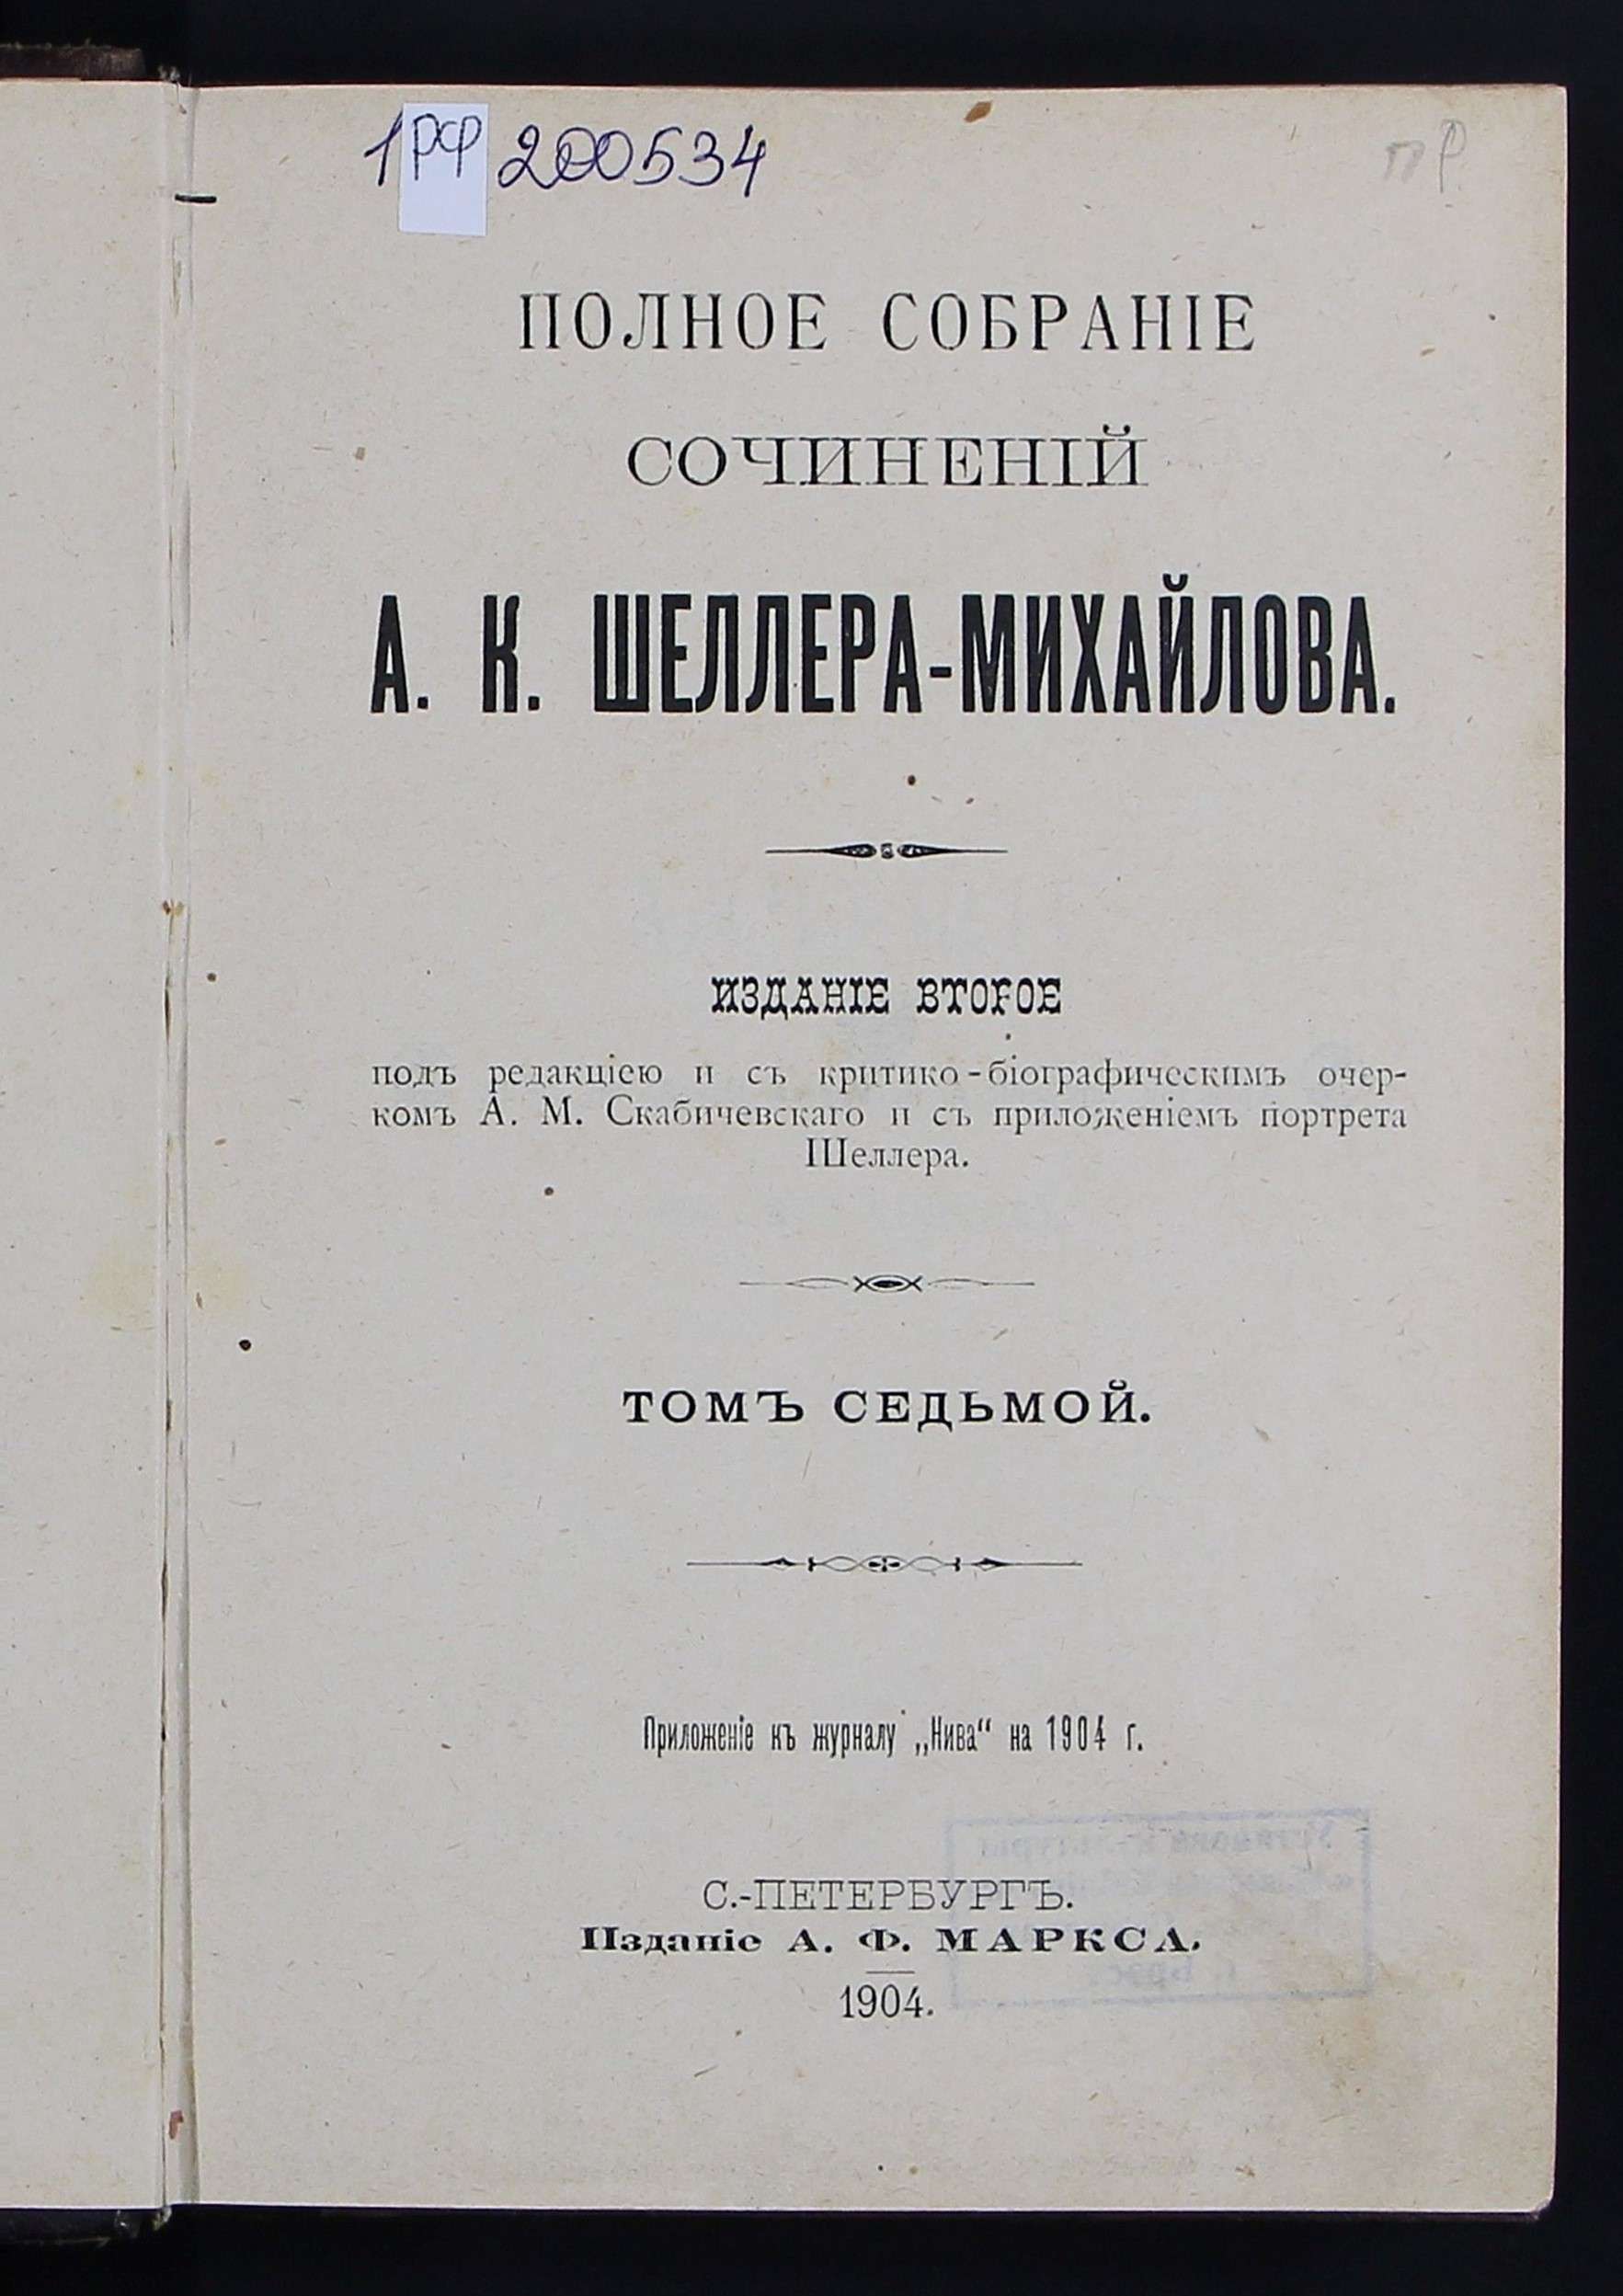 1РФ 200534
ПОЛНОЕ СОБРАНІЕ
СОЧИНЕНІЙ
А. К. ШЕЛЛЕРА-МИХАЙЛОВА.
ИЗДАНІЕ ВТОРОЕ
подъ редакціею и съ критико-біографическимъ очер-
комъ А. М. Скабичевскаго и съ приложеніемъ портрета
Шеллера.
ТОМЪ СЕДЬМОЙ.
Приложеніе къ журналу „Нива“ на 1904 г.
С.-ПЕТЕРБУРГЪ.
Изданіе А. Ф. МАРКСА.
1904.